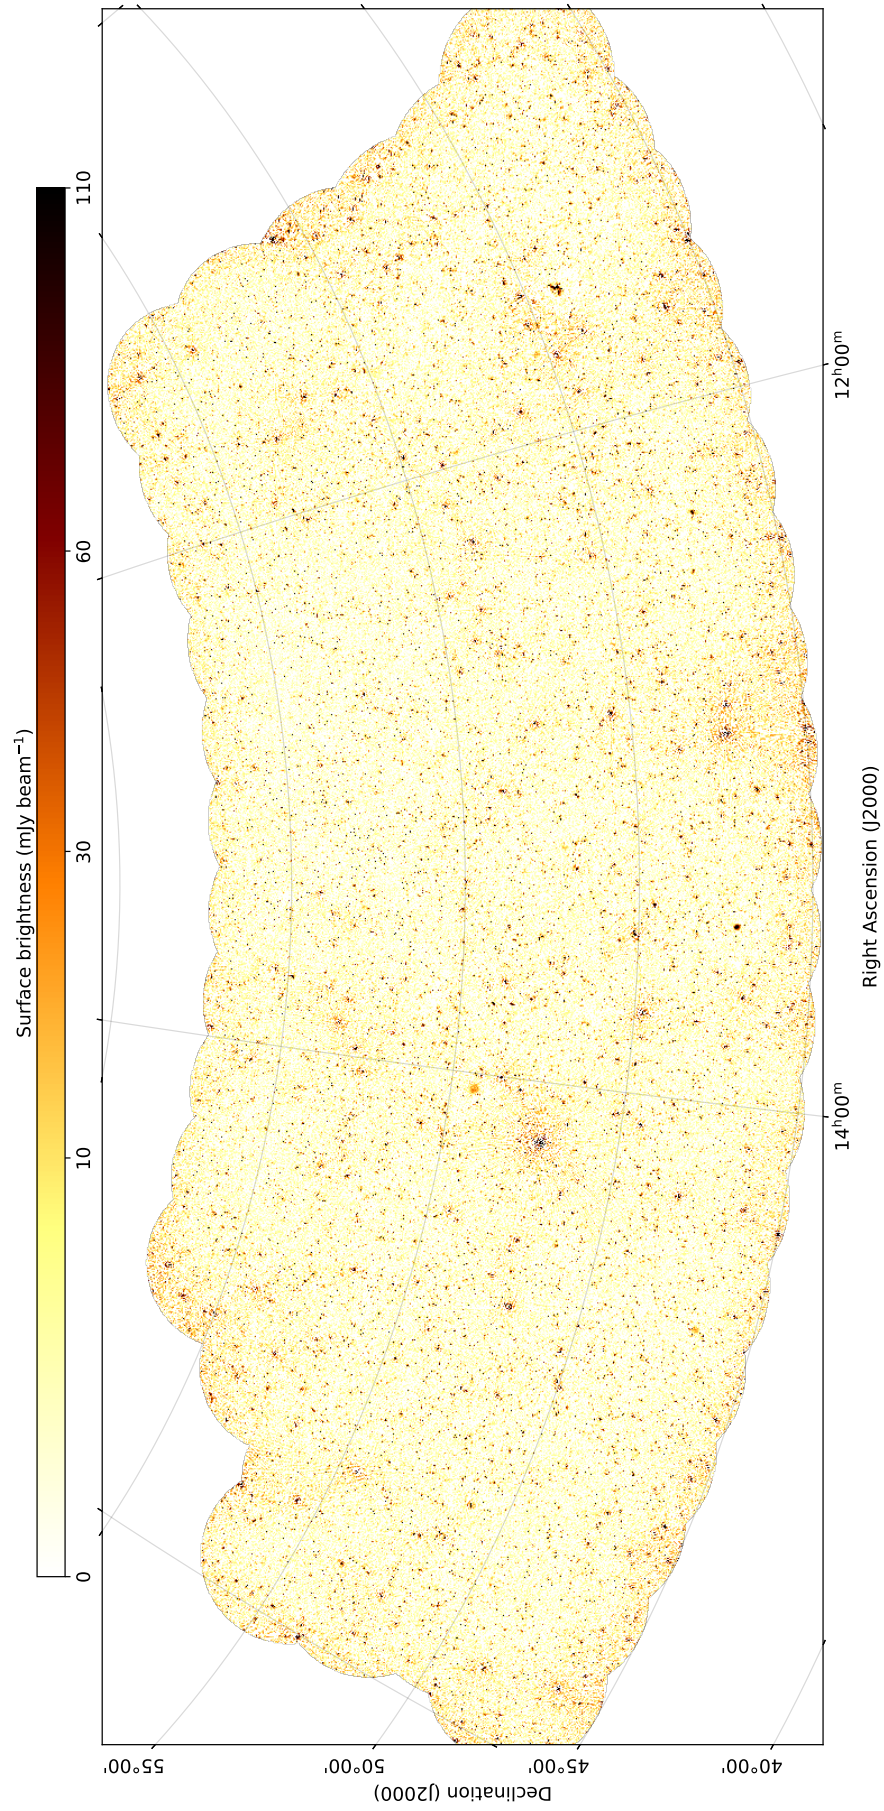 Surface brightness (mJy beam⁻¹)
0
10
30
60
110
55°00'
50°00'
45°00'
40°00'
Declination (J2000)
14ʰ00ᵐ
12ʰ00ᵐ
Right Ascension (J2000)